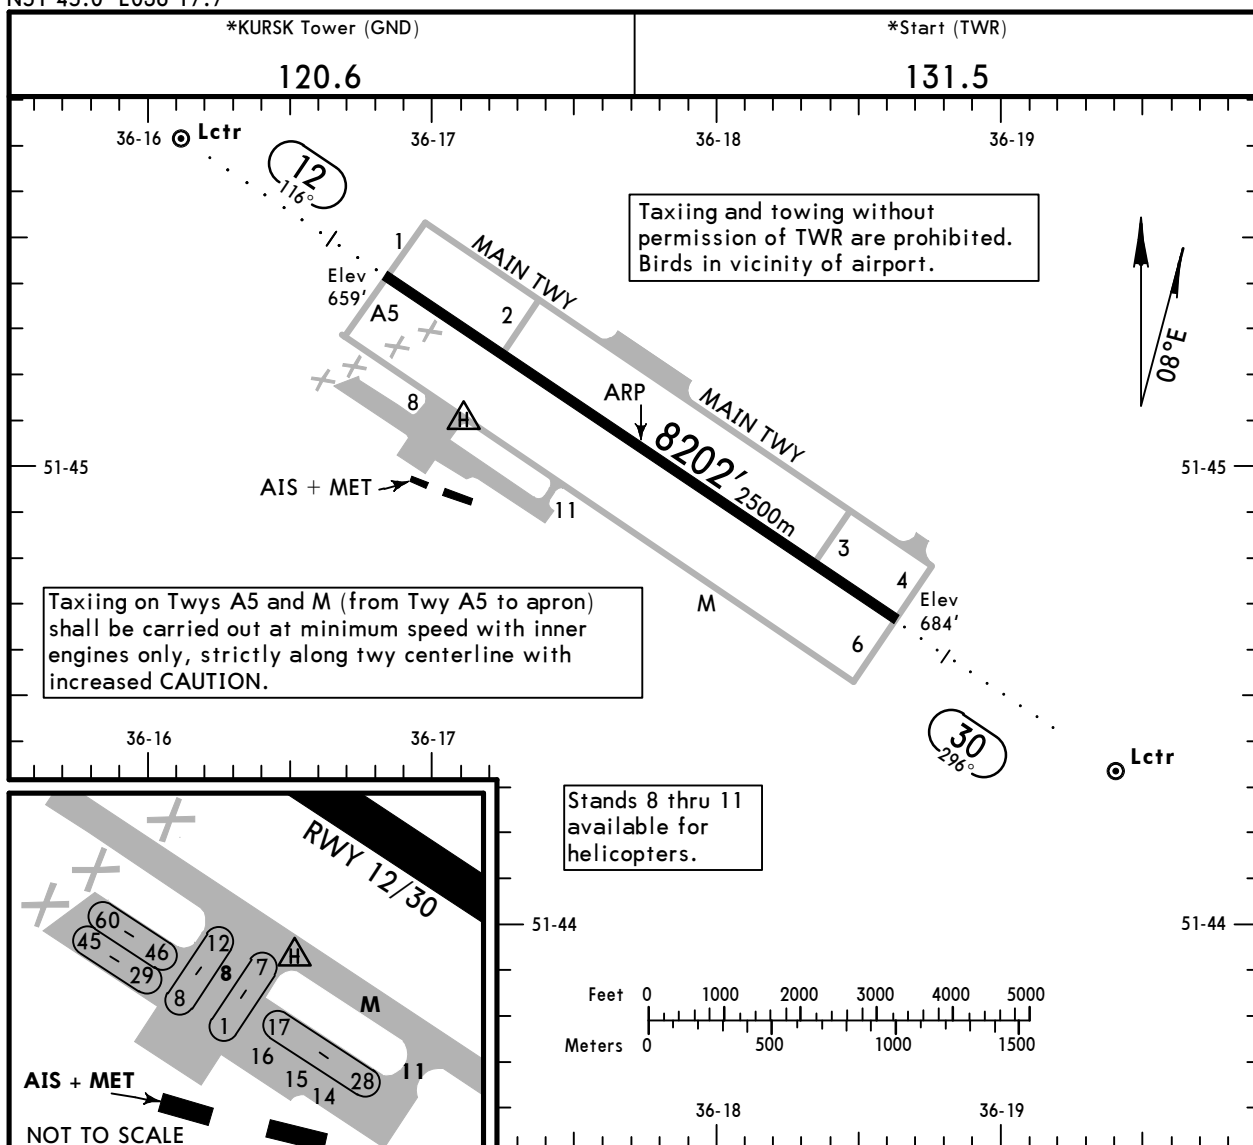 *KURSK Tower (GND)
*Start (TWR)
120.6
131.5
36-16
Lctr
36-17
36-18
36-19
12
116°
Taxiing and towing without
permission of TWR are prohibited.
Birds in vicinity of airport.
1
MAIN TWY
Elev
659'
A5
2
08°E
ARP
MAIN TWY
8
H
8202'
2500m
51-45
51-45
AIS + MET
11
3
4
M
Elev
684'
6
Taxiing on Twys A5 and M (from Twy A5 to apron)
shall be carried out at minimum speed with inner
engines only, strictly along twy centerline with
increased CAUTION.
36-16
36-17
30
296°
Lctr
Stands 8 thru 11
available for
helicopters.
RWY 12/30
51-44
51-44
60 - 46
45 - 29
12 - 8
8
7 - 1
H
M
17 - 28
16
15
14
11
AIS + MET
NOT TO SCALE
Feet 0 1000 2000 3000 4000 5000
Meters 0 500 1000 1500
36-18
36-19